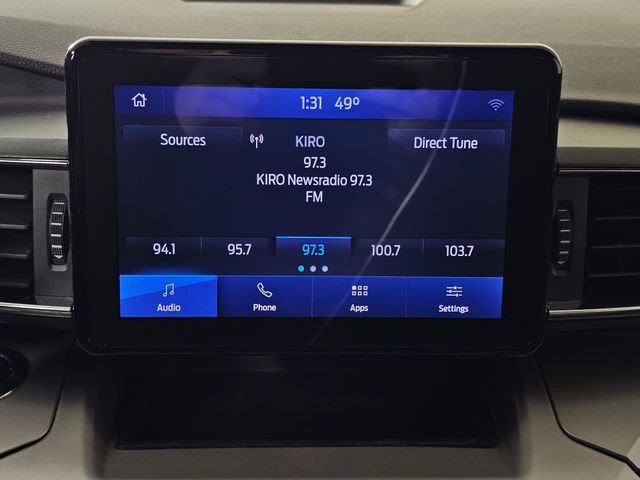 1:31 49°
Sources
KIRO
Direct Tune
97.3
KIRO Newsradio 97.3
FM
94.1 95.7 97.3 100.7 103.7
Audio Phone Apps Settings